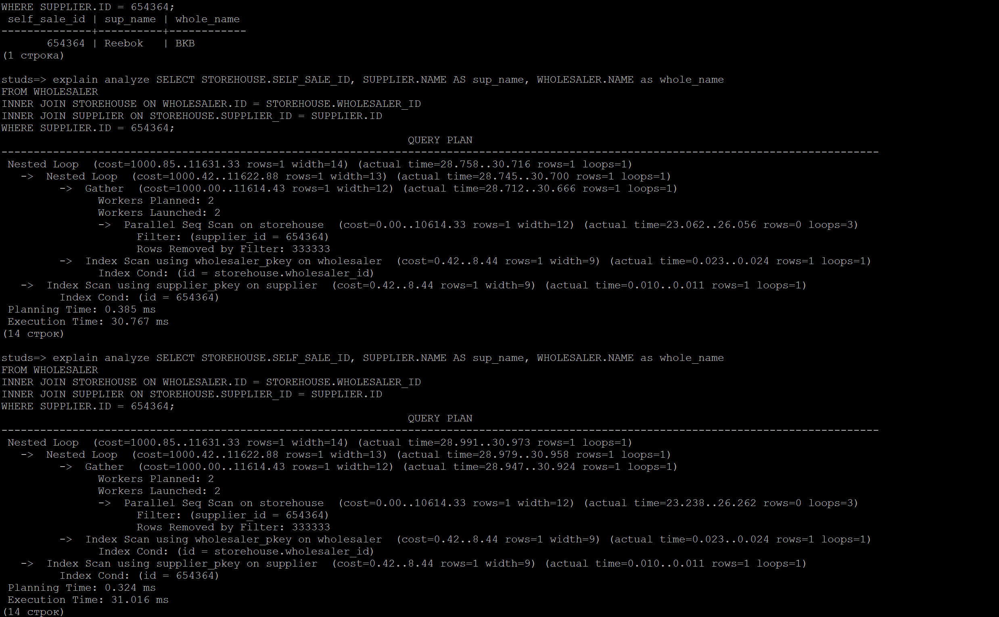 WHERE SUPPLIER.ID = 654364;
 self_sale_id | sup_name | whole_name
--------------+----------+------------
       654364 | Reebok   | BKB
(1 строка)

studs=> explain analyze SELECT STOREHOUSE.SELF_SALE_ID, SUPPLIER.NAME AS sup_name, WHOLESALER.NAME as whole_name
FROM WHOLESALER
INNER JOIN STOREHOUSE ON WHOLESALER.ID = STOREHOUSE.WHOLESALER_ID
INNER JOIN SUPPLIER ON STOREHOUSE.SUPPLIER_ID = SUPPLIER.ID
WHERE SUPPLIER.ID = 654364;
                                                               QUERY PLAN
----------------------------------------------------------------------------------------------------------------------------------------
 Nested Loop  (cost=1000.85..11631.33 rows=1 width=14) (actual time=28.758..30.716 rows=1 loops=1)
   ->  Nested Loop  (cost=1000.42..11622.88 rows=1 width=13) (actual time=28.745..30.700 rows=1 loops=1)
         ->  Gather  (cost=1000.00..11614.43 rows=1 width=12) (actual time=28.712..30.666 rows=1 loops=1)
               Workers Planned: 2
               Workers Launched: 2
               ->  Parallel Seq Scan on storehouse  (cost=0.00..10614.33 rows=1 width=12) (actual time=23.062..26.056 rows=0 loops=3)
                     Filter: (supplier_id = 654364)
                     Rows Removed by Filter: 333333
         ->  Index Scan using wholesaler_pkey on wholesaler  (cost=0.42..8.44 rows=1 width=9) (actual time=0.023..0.024 rows=1 loops=1)
               Index Cond: (id = storehouse.wholesaler_id)
   ->  Index Scan using supplier_pkey on supplier  (cost=0.42..8.44 rows=1 width=9) (actual time=0.010..0.011 rows=1 loops=1)
         Index Cond: (id = 654364)
 Planning Time: 0.385 ms
 Execution Time: 30.767 ms
(14 строк)

studs=> explain analyze SELECT STOREHOUSE.SELF_SALE_ID, SUPPLIER.NAME AS sup_name, WHOLESALER.NAME as whole_name
FROM WHOLESALER
INNER JOIN STOREHOUSE ON WHOLESALER.ID = STOREHOUSE.WHOLESALER_ID
INNER JOIN SUPPLIER ON STOREHOUSE.SUPPLIER_ID = SUPPLIER.ID
WHERE SUPPLIER.ID = 654364;
                                                               QUERY PLAN
----------------------------------------------------------------------------------------------------------------------------------------
 Nested Loop  (cost=1000.85..11631.33 rows=1 width=14) (actual time=28.991..30.973 rows=1 loops=1)
   ->  Nested Loop  (cost=1000.42..11622.88 rows=1 width=13) (actual time=28.979..30.958 rows=1 loops=1)
         ->  Gather  (cost=1000.00..11614.43 rows=1 width=12) (actual time=28.947..30.924 rows=1 loops=1)
               Workers Planned: 2
               Workers Launched: 2
               ->  Parallel Seq Scan on storehouse  (cost=0.00..10614.33 rows=1 width=12) (actual time=23.238..26.262 rows=0 loops=3)
                     Filter: (supplier_id = 654364)
                     Rows Removed by Filter: 333333
         ->  Index Scan using wholesaler_pkey on wholesaler  (cost=0.42..8.44 rows=1 width=9) (actual time=0.023..0.024 rows=1 loops=1)
               Index Cond: (id = storehouse.wholesaler_id)
   ->  Index Scan using supplier_pkey on supplier  (cost=0.42..8.44 rows=1 width=9) (actual time=0.010..0.011 rows=1 loops=1)
         Index Cond: (id = 654364)
 Planning Time: 0.324 ms
 Execution Time: 31.016 ms
(14 строк)